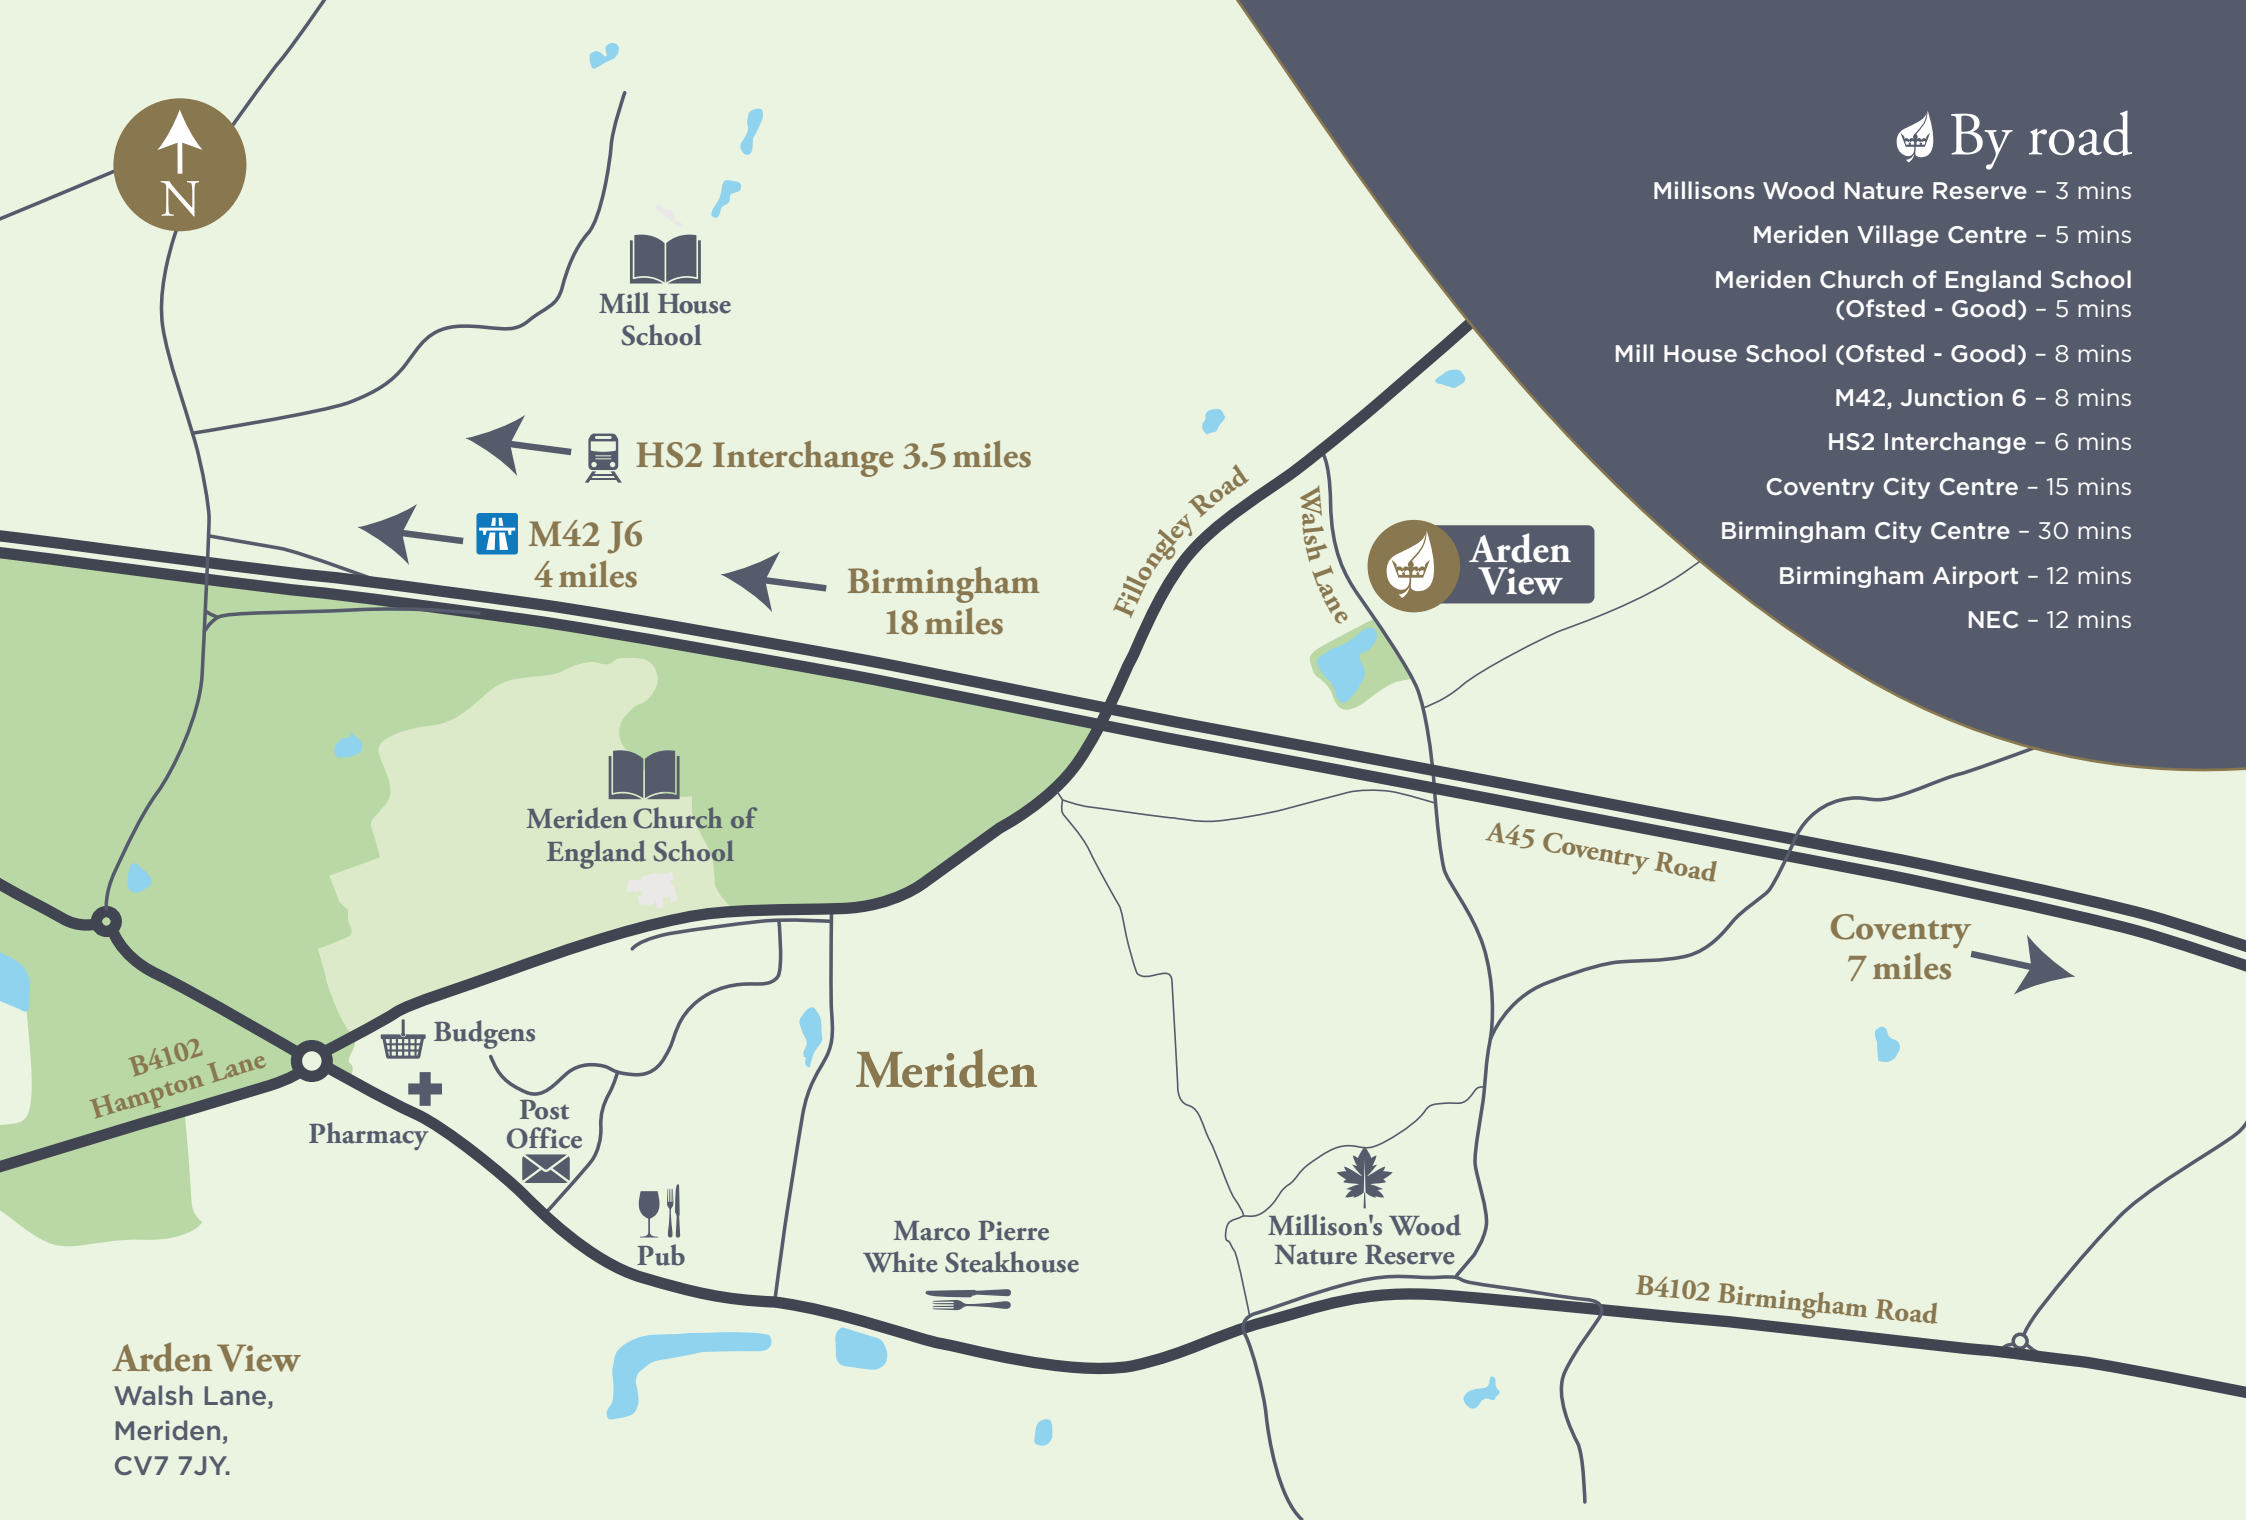 N
By road
Millisons Wood Nature Reserve – 3 mins
Meriden Village Centre – 5 mins
Meriden Church of England School
(Ofsted - Good) – 5 mins
Mill House School (Ofsted - Good) – 8 mins
M42, Junction 6 – 8 mins
HS2 Interchange – 6 mins
Coventry City Centre – 15 mins
Birmingham City Centre – 30 mins
Birmingham Airport – 12 mins
NEC – 12 mins
Mill House
School
HS2 Interchange 3.5 miles
M42 J6
4 miles
Birmingham
18 miles
Fillongley Road
Walsh Lane
Arden
View
Meriden Church of
England School
A45 Coventry Road
Coventry
7 miles
B4102
Hampton Lane
Budgens
Pharmacy
Post
Office
Meriden
Pub
Marco Pierre
White Steakhouse
Millison's Wood
Nature Reserve
B4102 Birmingham Road
Arden View
Walsh Lane,
Meriden,
CV7 7JY.